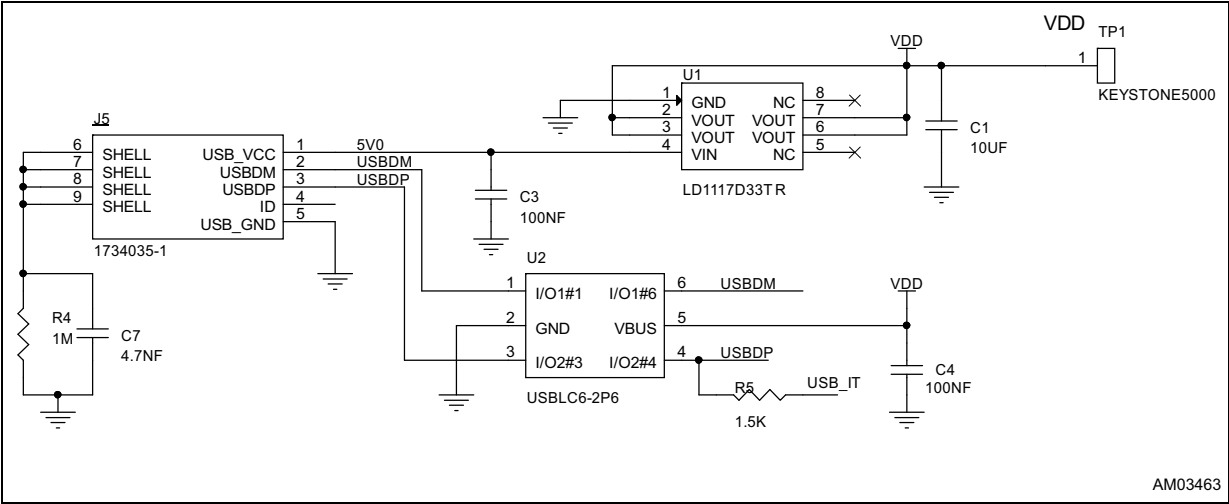 VDD
TP1
1
KEYSTONE5000
VDD
U1
1 GND NC 8
2 VOUT VOUT 7
3 VOUT VOUT 6
4 VIN NC 5
LD1117D33TR
C1
10UF
J5
6 SHELL USB_VCC 1 5V0
7 SHELL USBDM 2 USBDM
8 SHELL USBDP 3 USBDP
9 SHELL ID 4
USB_GND 5
1734035-1
C3
100NF
U2
1 I/O1#1 I/O1#6 6 USBDM
2 GND VBUS 5
3 I/O2#3 I/O2#4 4 USBDP
USBLC6-2P6
VDD
R5 USB_IT
1.5K
C4
100NF
R4
1M
C7
4.7NF
AM03463